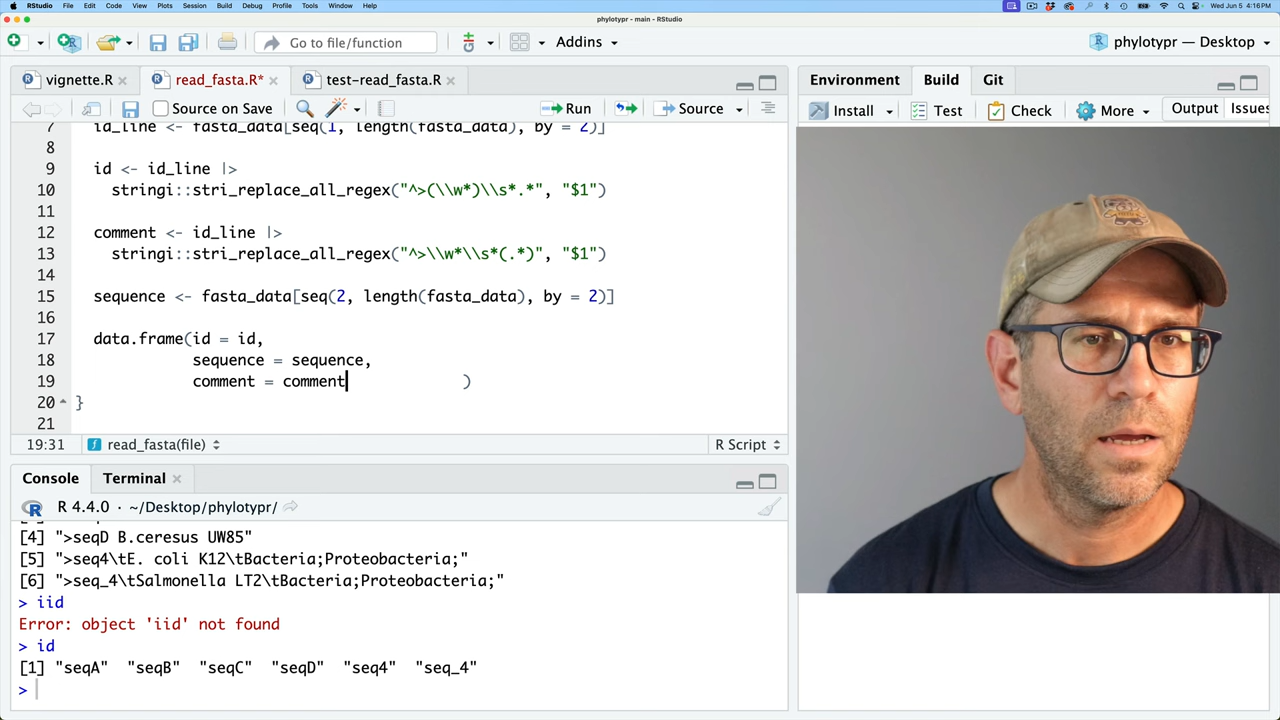 RStudio File Edit Code View Plots Session Build Debug Profile Tools Window Help Wed Jun 5 4:16 PM
phylotypr - main - RStudio
Go to file/function Addins phylotypr — Desktop
vignette.R read_fasta.R* test-read_fasta.R Environment Build Git
Source on Save Run Source Install Test Check More Output Issues
7 id_line <- fasta_data[seq(1, length(fasta_data), by = 2)]
8
9 id <- id_line |>
10 stringi::stri_replace_all_regex("^>(\\w*)\\s*.*", "$1")
11
12 comment <- id_line |>
13 stringi::stri_replace_all_regex("^>\\w*\\s*(.*)", "$1")
14
15 sequence <- fasta_data[seq(2, length(fasta_data), by = 2)]
16
17 data.frame(id = id,
18 sequence = sequence,
19 comment = comment )
20 }
21
19:31 read_fasta(file) R Script
Console Terminal
R 4.4.0 · ~/Desktop/phylotypr/
[4] ">seqD B.ceresus UW85"
[5] ">seq4\tE. coli K12\tBacteria;Proteobacteria;"
[6] ">seq_4\tSalmonella LT2\tBacteria;Proteobacteria;"
> iid
Error: object 'iid' not found
> id
[1] "seqA" "seqB" "seqC" "seqD" "seq4" "seq_4"
>